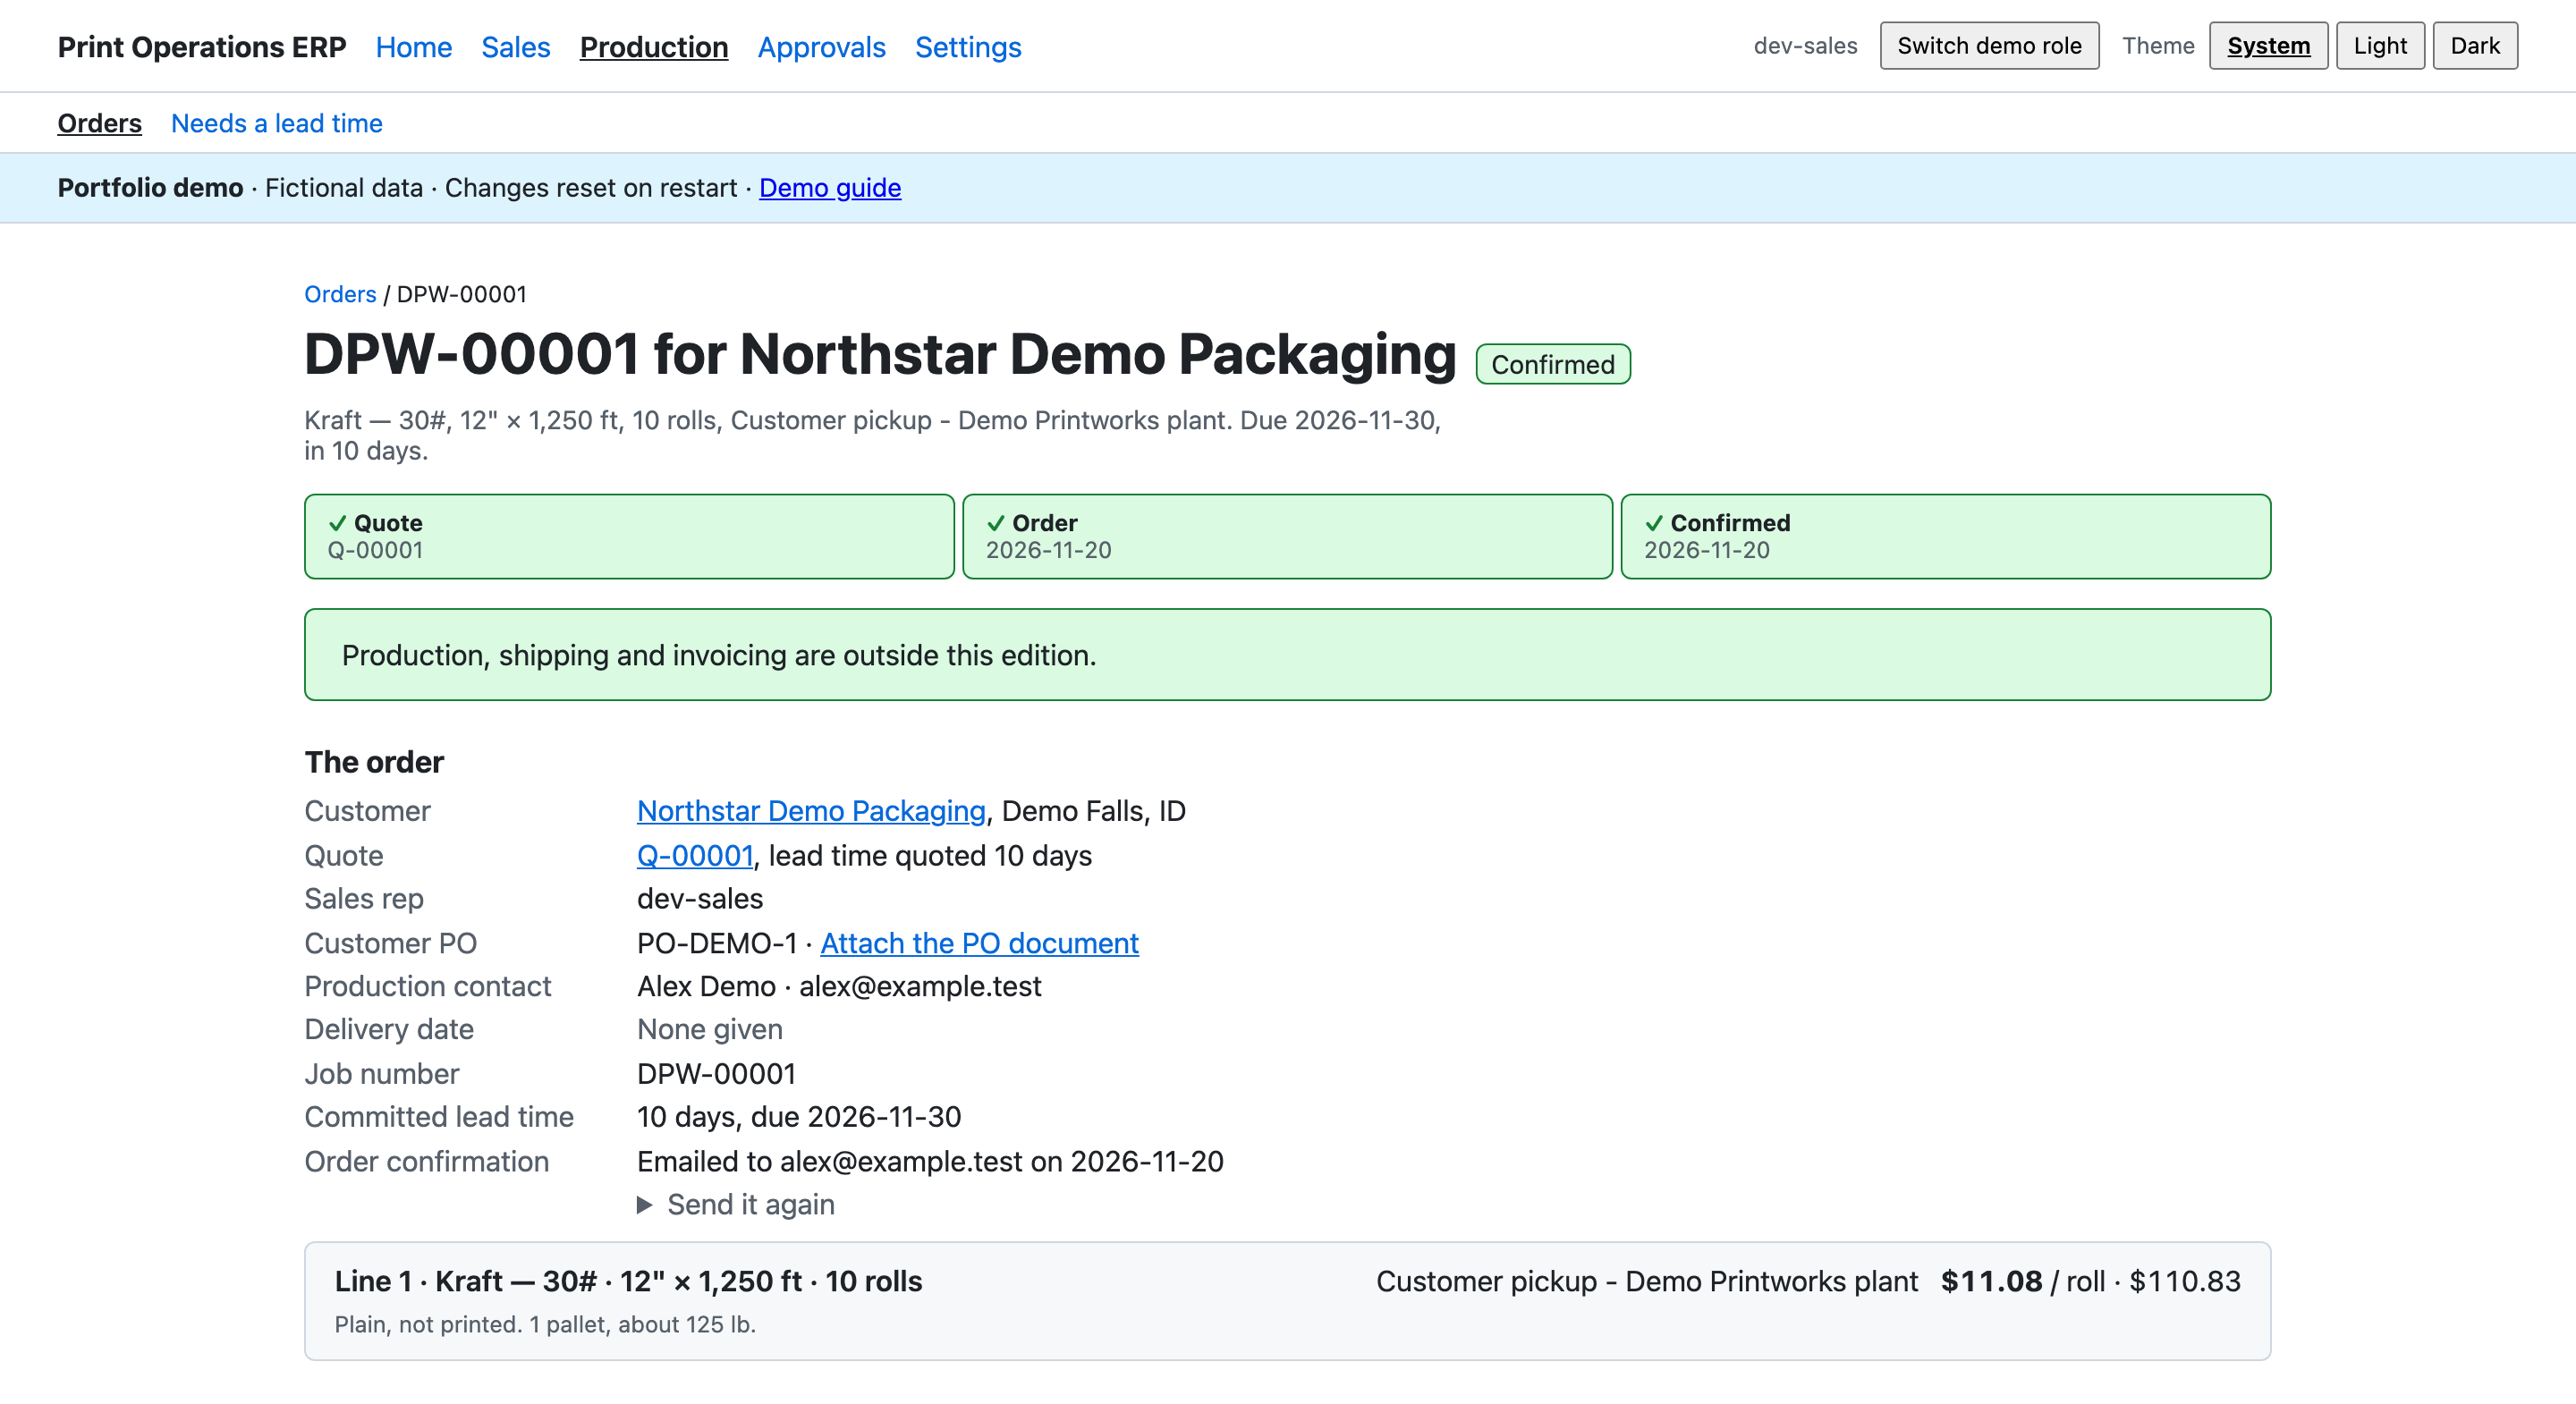 Print Operations ERP Home Sales Production Approvals Settings dev-sales Switch demo role Theme System Light Dark
Orders Needs a lead time
Portfolio demo · Fictional data · Changes reset on restart · Demo guide
Orders / DPW-00001
DPW-00001 for Northstar Demo Packaging Confirmed
Kraft — 30#, 12" × 1,250 ft, 10 rolls, Customer pickup - Demo Printworks plant. Due 2026-11-30,
in 10 days.
✓ Quote
Q-00001
✓ Order
2026-11-20
✓ Confirmed
2026-11-20
Production, shipping and invoicing are outside this edition.
The order
Customer Northstar Demo Packaging, Demo Falls, ID
Quote Q-00001, lead time quoted 10 days
Sales rep dev-sales
Customer PO PO-DEMO-1 · Attach the PO document
Production contact Alex Demo · alex@example.test
Delivery date None given
Job number DPW-00001
Committed lead time 10 days, due 2026-11-30
Order confirmation Emailed to alex@example.test on 2026-11-20
▶ Send it again
Line 1 · Kraft — 30# · 12" × 1,250 ft · 10 rolls Customer pickup - Demo Printworks plant $11.08 / roll · $110.83
Plain, not printed. 1 pallet, about 125 lb.